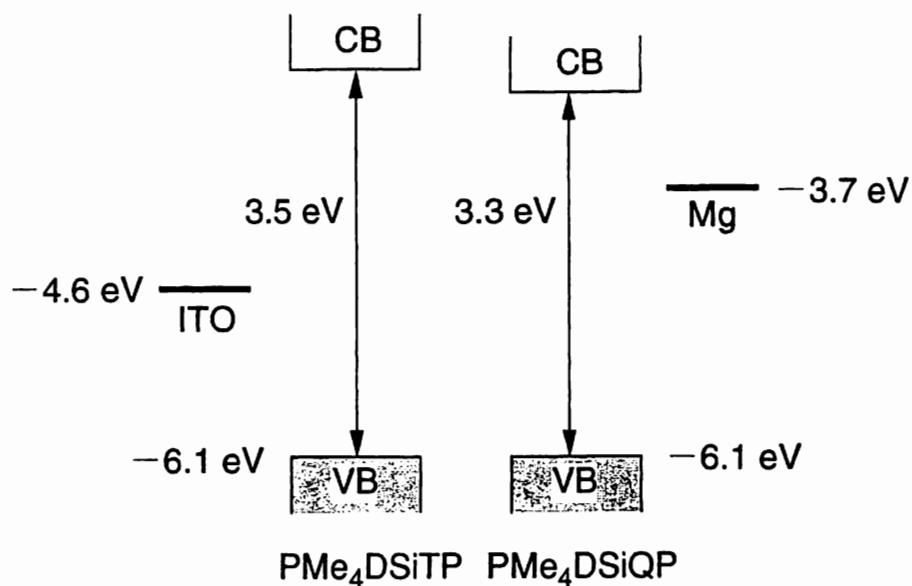 CB
CB
3.5 eV
3.3 eV
−3.7 eV
Mg
−4.6 eV
ITO
−6.1 eV
−6.1 eV
VB
VB
PMe₄DSiTP
PMe₄DSiQP